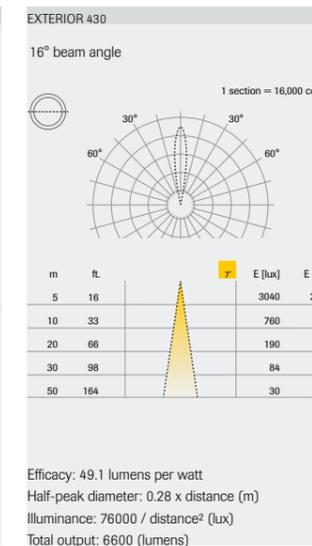 EXTERIOR 430
16° beam angle
1 section = 16,000
30° 30°
60° 60°
m ft. E [lux] E
5 16 3040
10 33 760
20 66 190
30 98 84
50 164 30
Efficacy: 49.1 lumens per watt
Half-peak diameter: 0.28 x distance (m)
Illuminance: 76000 / distance² (lux)
Total output: 6600 (lumens)